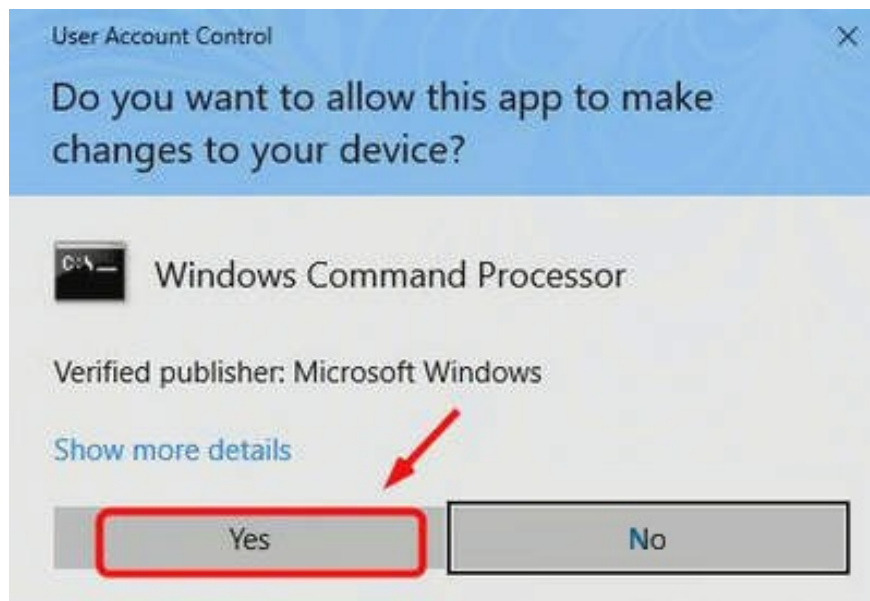 User Account Control
Do you want to allow this app to make
changes to your device?
C:\_
Windows Command Processor
Verified publisher: Microsoft Windows
Show more details
Yes
No